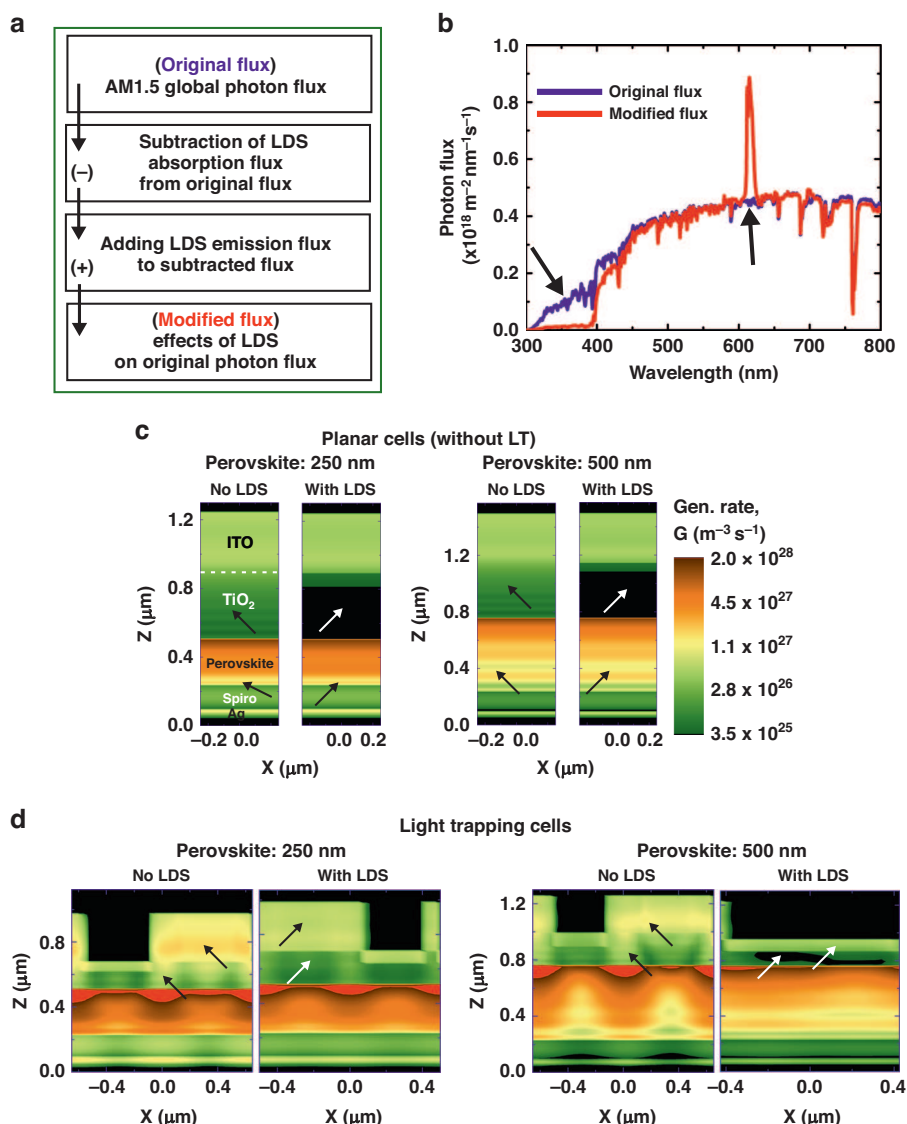 a
(Original flux)
AM1.5 global photon flux
(−)
Subtraction of LDS
absorption flux
from original flux
(+)
Adding LDS emission flux
to subtracted flux
(Modified flux)
effects of LDS
on original photon flux
b
Photon flux
(x10¹⁸ m⁻² nm⁻¹s⁻¹)
1.0
0.8
0.6
0.4
0.2
0.0
Original flux
Modified flux
300 400 500 600 700 800
Wavelength (nm)
c
Planar cells (without LT)
Perovskite: 250 nm
No LDS With LDS
Z (μm)
1.2
0.8
0.4
0.0
ITO
TiO₂
Perovskite
Spiro
Ag
−0.2 0.0 0.0 0.2
X (μm)
Perovskite: 500 nm
No LDS With LDS
Z (μm)
1.2
0.8
0.4
0.0
−0.2 0.0 0.0 0.2
X (μm)
Gen. rate,
G (m⁻³ s⁻¹)
2.0 × 10²⁸
4.5 × 10²⁷
1.1 × 10²⁷
2.8 × 10²⁶
3.5 x 10²⁵
d
Light trapping cells
Perovskite: 250 nm
No LDS With LDS
Z (μm)
0.8
0.4
0.0
−0.4 0.0 0.4 −0.4 0.0 0.4
X (μm) X (μm)
Perovskite: 500 nm
No LDS With LDS
Z (μm)
1.2
0.8
0.4
0.0
−0.4 0.0 0.4 −0.4 0.0 0.4
X (μm) X (μm)